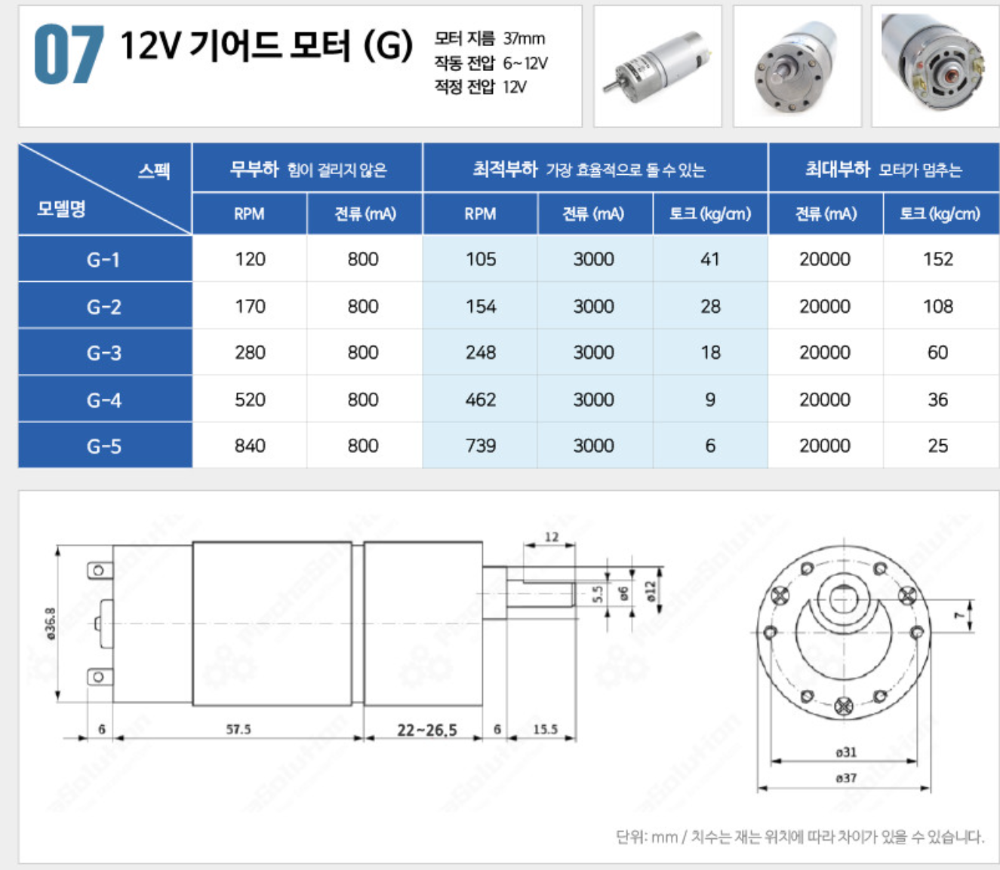 07 12V 기어드 모터 (G)
모터 지름 37mm
작동 전압 6~12V
적정 전압 12V
스펙
모델명
무부하 힘이 걸리지 않은
최적부하 가장 효율적으로 돌 수 있는
최대부하 모터가 멈추는
RPM 전류 (mA) RPM 전류 (mA) 토크 (kg/cm) 전류 (mA) 토크 (kg/cm)
G-1 120 800 105 3000 41 20000 152
G-2 170 800 154 3000 28 20000 108
G-3 280 800 248 3000 18 20000 60
G-4 520 800 462 3000 9 20000 36
G-5 840 800 739 3000 6 20000 25
12
ø36.8
5.5
ø6
ø12
7
6 57.5 22~26.5 6 15.5
ø31
ø37
단위: mm / 치수는 재는 위치에 따라 차이가 있을 수 있습니다.